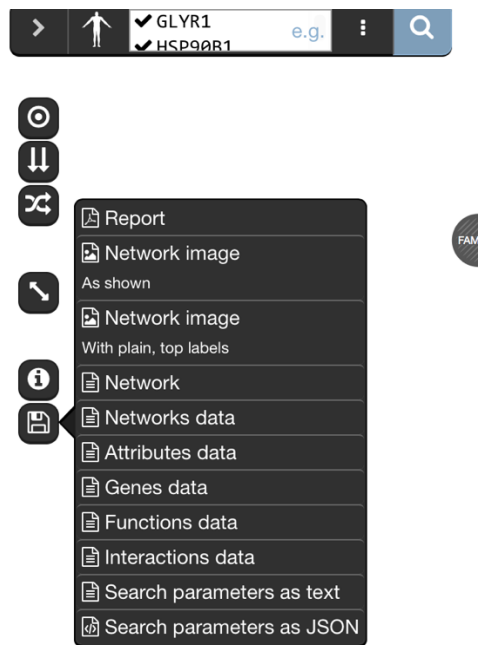 GLYR1
HSP90B1
e.g.
Report
Network image
As shown
Network image
With plain, top labels
Network
Networks data
Attributes data
Genes data
Functions data
Interactions data
Search parameters as text
Search parameters as JSON
FAM